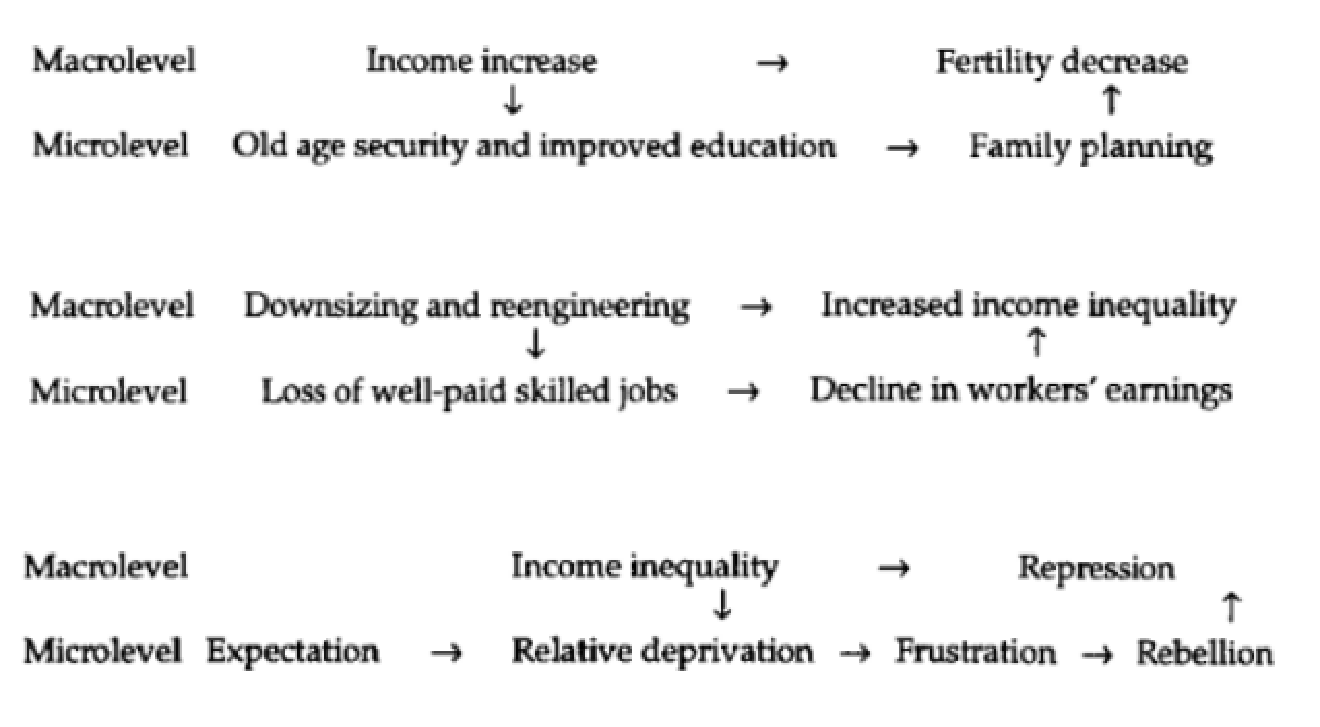 Macrolevel Income increase → Fertility decrease
↓ ↑
Microlevel Old age security and improved education → Family planning
Macrolevel Downsizing and reengineering → Increased income inequality
↓ ↑
Microlevel Loss of well-paid skilled jobs → Decline in workers' earnings
Macrolevel Income inequality → Repression
↓ ↑
Microlevel Expectation → Relative deprivation → Frustration → Rebellion